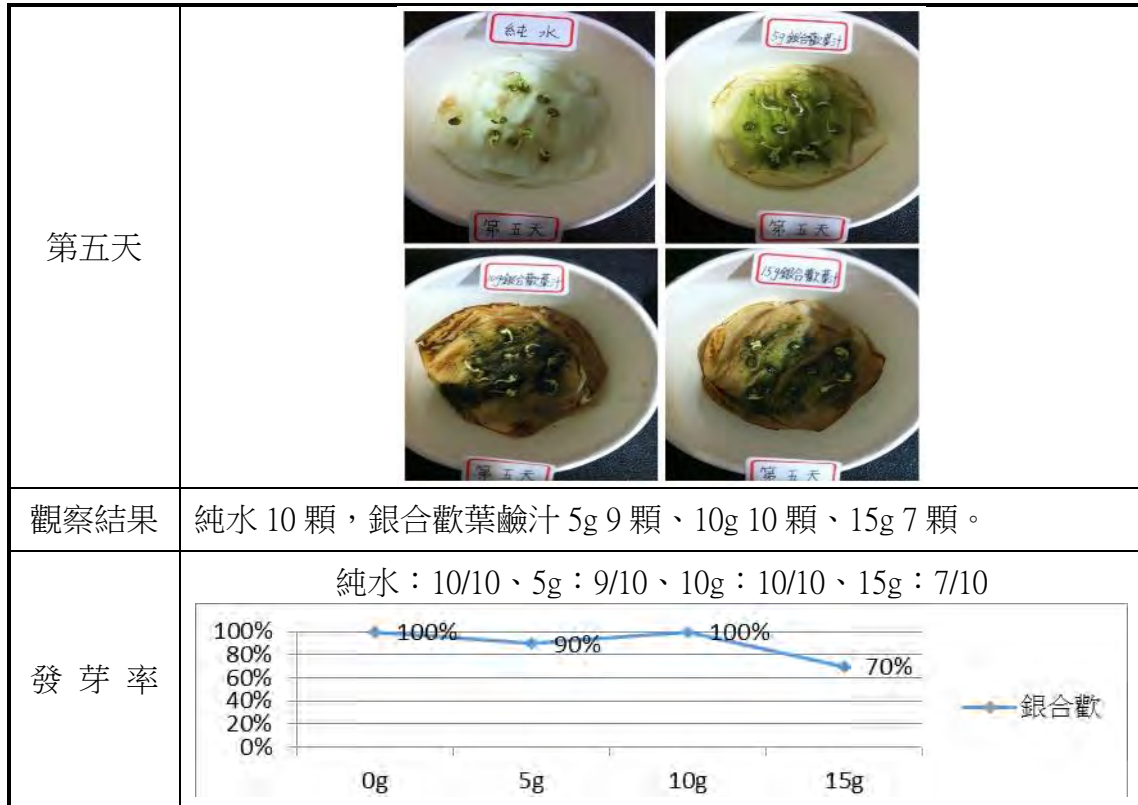 第五天
純水
5g銀合歡葉汁
第五天
第五天
10g銀合歡葉汁
15g銀合歡葉汁
第五天
第五天
觀察結果
純水 10 顆，銀合歡葉鹼汁 5g 9 顆、10g 10 顆、15g 7 顆。
發芽率
純水：10/10、5g：9/10、10g：10/10、15g：7/10
100%
80%
60%
40%
20%
0%
100%
90%
100%
70%
0g
5g
10g
15g
銀合歡